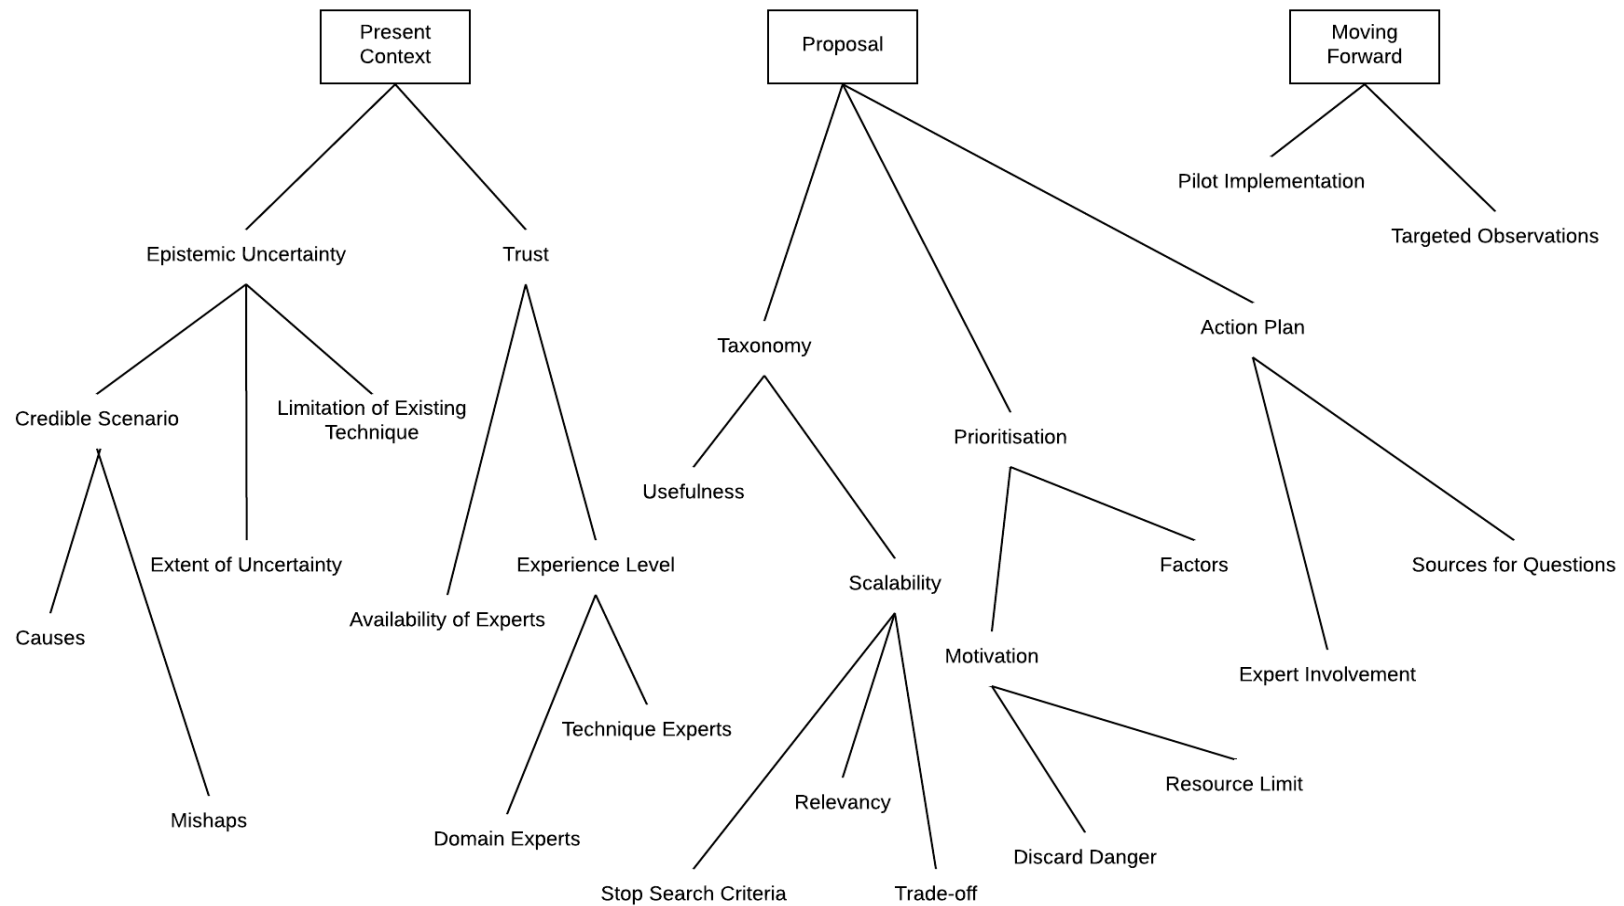 Present
Context
Proposal
Moving
Forward
Pilot Implementation
Targeted Observations
Epistemic Uncertainty
Trust
Action Plan
Taxonomy
Credible Scenario
Limitation of Existing
Technique
Prioritisation
Usefulness
Extent of Uncertainty
Experience Level
Scalability
Factors
Sources for Questions
Availability of Experts
Causes
Motivation
Expert Involvement
Technique Experts
Relevancy
Resource Limit
Mishaps
Domain Experts
Discard Danger
Stop Search Criteria
Trade-off